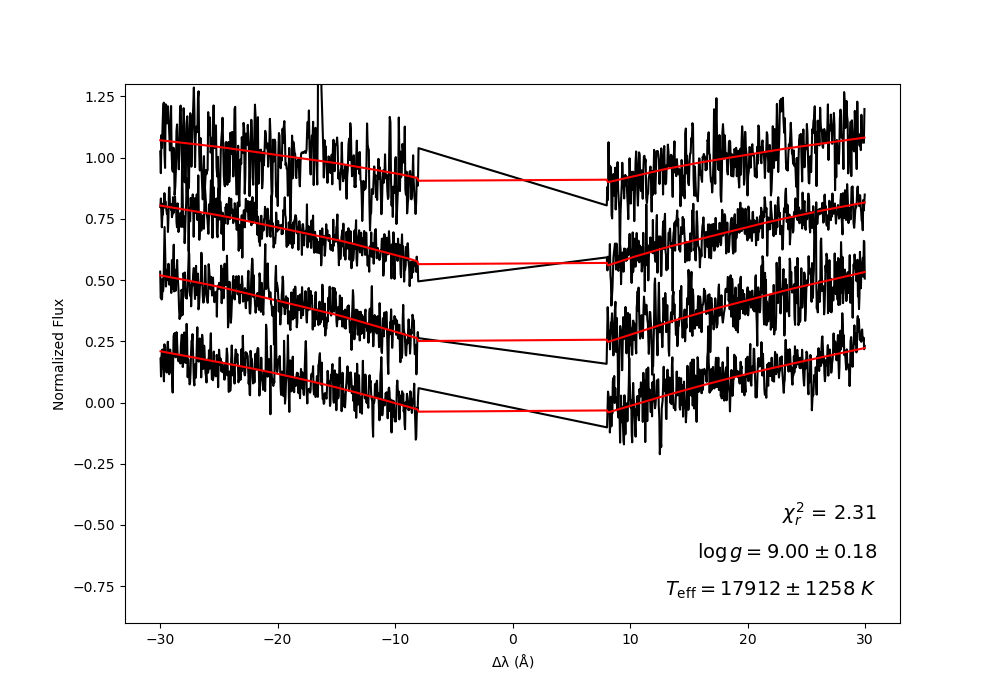 1.25
1.00
0.75
0.50
0.25
0.00
−0.25
−0.50
−0.75
Normalized Flux
χ²ᵣ = 2.31
log g = 9.00 ± 0.18
T_eff = 17912 ± 1258 K
−30 −20 −10 0 10 20 30
Δλ (Å)